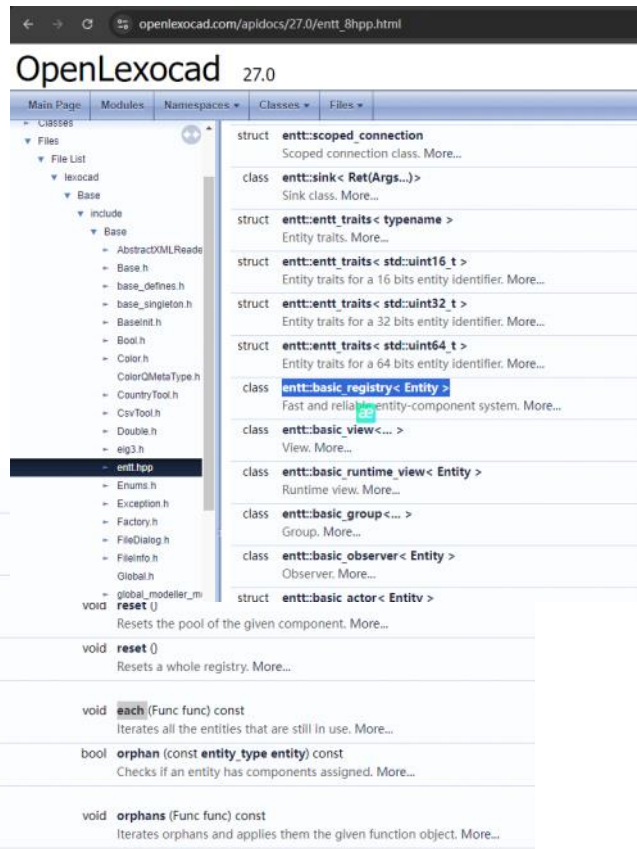 openlexocad.com/apidocs/27.0/entt_8hpp.html
OpenLexocad 27.0
Main Page Modules Namespaces Classes Files
Classes
Files
File List
lexocad
Base
include
Base
AbstractXMLReade
Base.h
base_defines.h
base_singleton.h
BaseInit.h
Bool.h
Color.h
ColorQMetaType.h
CountryTool.h
CsvTool.h
Double.h
eig3.h
entt.hpp
Enums.h
Exception.h
Factory.h
FileDialog.h
FileInfo.h
Global.h
global_modeller_m
struct entt::scoped_connection
Scoped connection class. More...
class entt::sink< Ret(Args...)>
Sink class. More...
struct entt::entt_traits< typename >
Entity traits. More...
struct entt::entt_traits< std::uint16_t >
Entity traits for a 16 bits entity identifier. More...
struct entt::entt_traits< std::uint32_t >
Entity traits for a 32 bits entity identifier. More...
struct entt::entt_traits< std::uint64_t >
Entity traits for a 64 bits entity identifier. More...
class entt::basic_registry< Entity >
Fast and reliable entity-component system. More...
æ
class entt::basic_view<... >
View. More...
class entt::basic_runtime_view< Entity >
Runtime view. More...
class entt::basic_group<... >
Group. More...
class entt::basic_observer< Entity >
Observer. More...
struct entt::basic_actor< Entity >
void reset ()
Resets the pool of the given component. More...
void reset ()
Resets a whole registry. More...
void each (Func func) const
Iterates all the entities that are still in use. More...
bool orphan (const entity_type entity) const
Checks if an entity has components assigned. More...
void orphans (Func func) const
Iterates orphans and applies them the given function object. More...